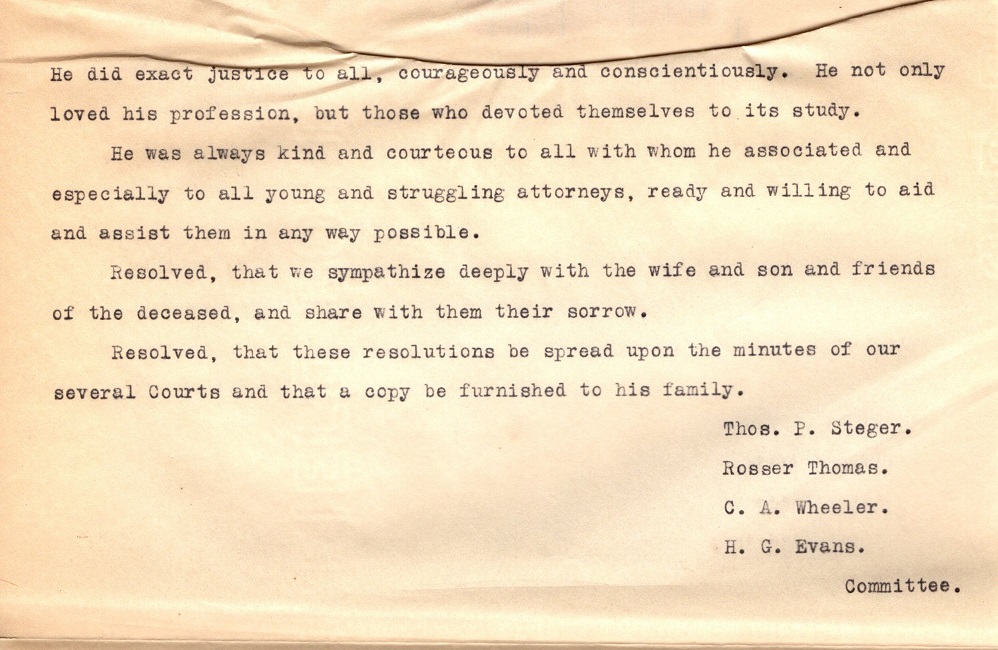 He did exact justice to all, courageously and conscientiously. He not only
loved his profession, but those who devoted themselves to its study.
He was always kind and courteous to all with whom he associated and
especially to all young and struggling attorneys, ready and willing to aid
and assist them in any way possible.
Resolved, that we sympathize deeply with the wife and son and friends
of the deceased, and share with them their sorrow.
Resolved, that these resolutions be spread upon the minutes of our
several Courts and that a copy be furnished to his family.
Thos. P. Steger.
Rosser Thomas.
C. A. Wheeler.
H. G. Evans.
Committee.